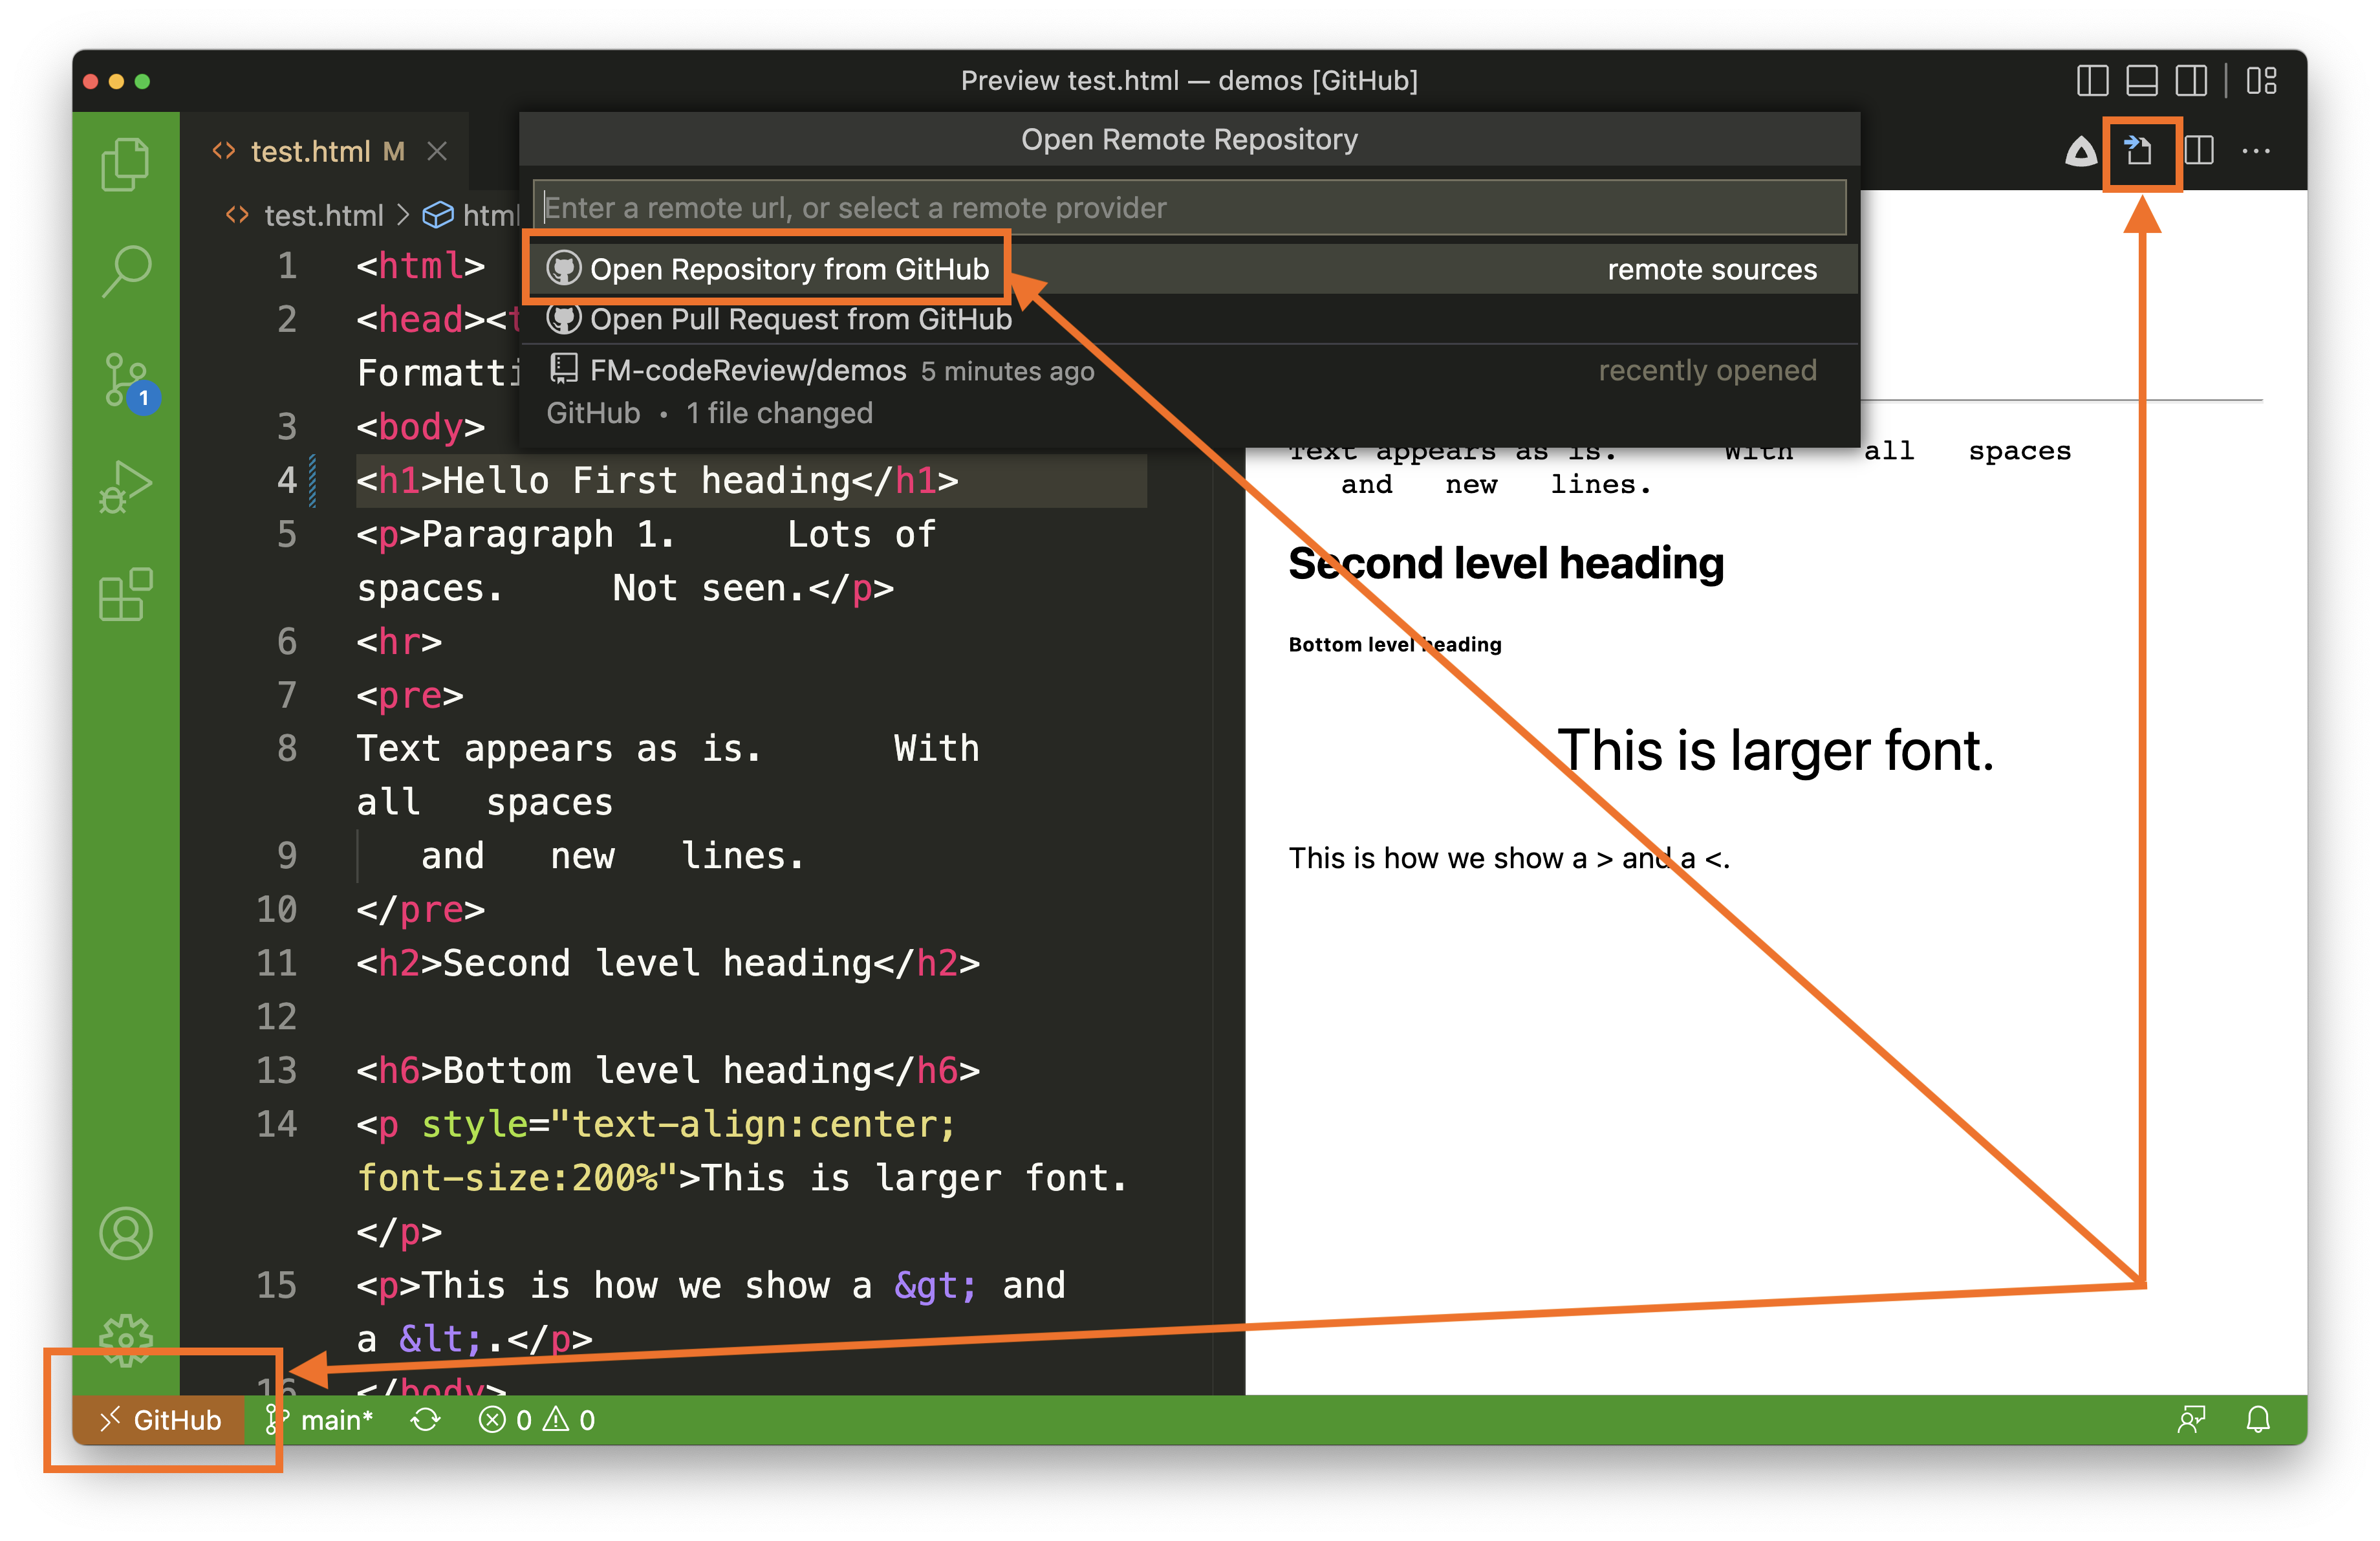 Preview test.html — demos [GitHub]
test.html M
Open Remote Repository
test.html > html
Enter a remote url, or select a remote provider
Open Repository from GitHub remote sources
Open Pull Request from GitHub
FM-codeReview/demos 5 minutes ago recently opened
GitHub • 1 file changed
1 <html>
2 <head><t
Formatti
3 <body>
4 <h1>Hello First heading</h1>
5 <p>Paragraph 1.     Lots of
spaces.     Not seen.</p>
6 <hr>
7 <pre>
8 Text appears as is.      With
all   spaces
9    and   new   lines.
10 </pre>
11 <h2>Second level heading</h2>
12
13 <h6>Bottom level heading</h6>
14 <p style="text-align:center;
font-size:200%">This is larger font.
</p>
15 <p>This is how we show a &gt; and
a &lt;.</p>
16 </body>
Text appears as is.      With    all   spaces
   and   new   lines.
Second level heading
Bottom level heading
This is larger font.
This is how we show a > and a <.
1
GitHub main* 0 0